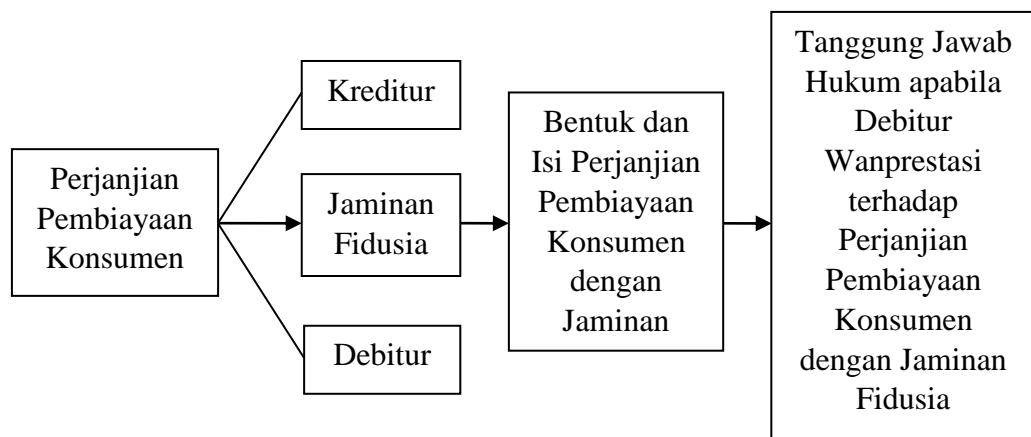 Perjanjian
Pembiayaan
Konsumen
Kreditur
Jaminan
Fidusia
Debitur
Bentuk dan
Isi Perjanjian
Pembiayaan
Konsumen
dengan
Jaminan
Tanggung Jawab
Hukum apabila
Debitur
Wanprestasi
terhadap
Perjanjian
Pembiayaan
Konsumen
dengan Jaminan
Fidusia